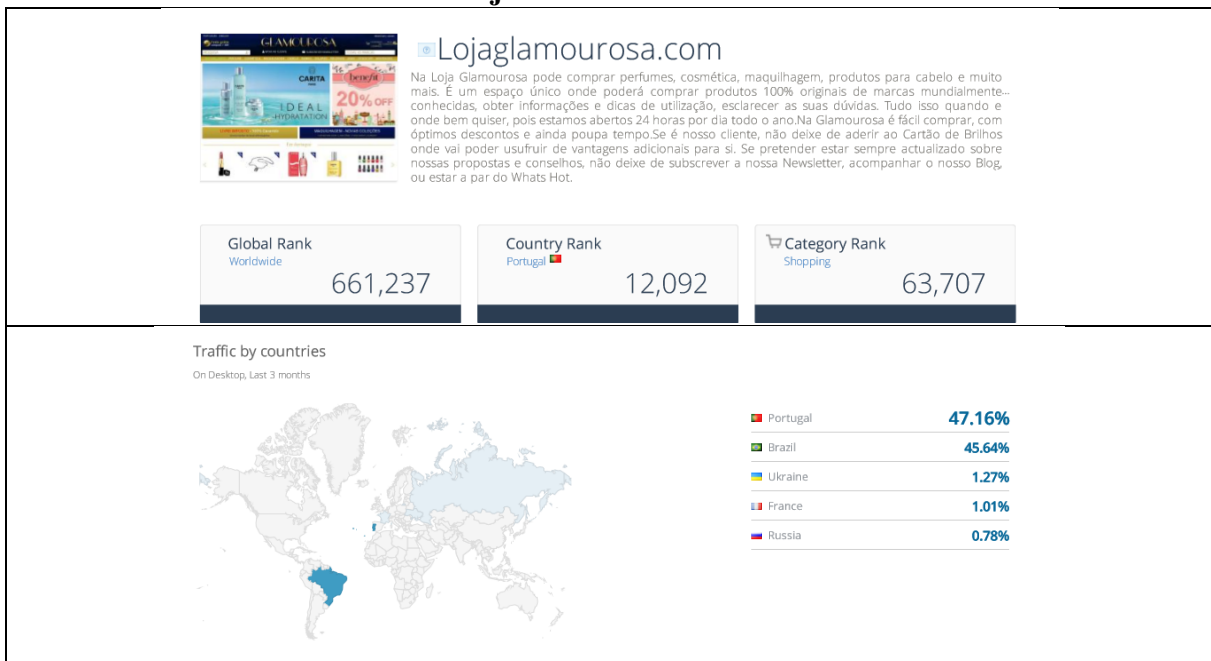 GLAMOUROSA
CARITA
IDEAL
HYDRATATION
benefit
20% OFF
Lojaglamourosa.com
Na Loja Glamourosa pode comprar perfumes, cosmética, maquilhagem, produtos para cabelo e muito
mais. É um espaço único onde poderá comprar produtos 100% originais de marcas mundialmente...
conhecidas, obter informações e dicas de utilização, esclarecer as suas dúvidas. Tudo isso quando e
onde bem quiser, pois estamos abertos 24 horas por dia todo o ano.Na Glamourosa é fácil comprar, com
óptimos descontos e ainda poupa tempo.Se é nosso cliente, não deixe de aderir ao Cartão de Brilhos
onde vai poder usufruir de vantagens adicionais para si. Se pretender estar sempre actualizado sobre
nossas propostas e conselhos, não deixe de subscrever a nossa Newsletter, acompanhar o nosso Blog,
ou estar a par do Whats Hot.
Global Rank
Worldwide
661,237
Country Rank
Portugal
12,092
Category Rank
Shopping
63,707
Traffic by countries
On Desktop, Last 3 months
Portugal 47.16%
Brazil 45.64%
Ukraine 1.27%
France 1.01%
Russia 0.78%